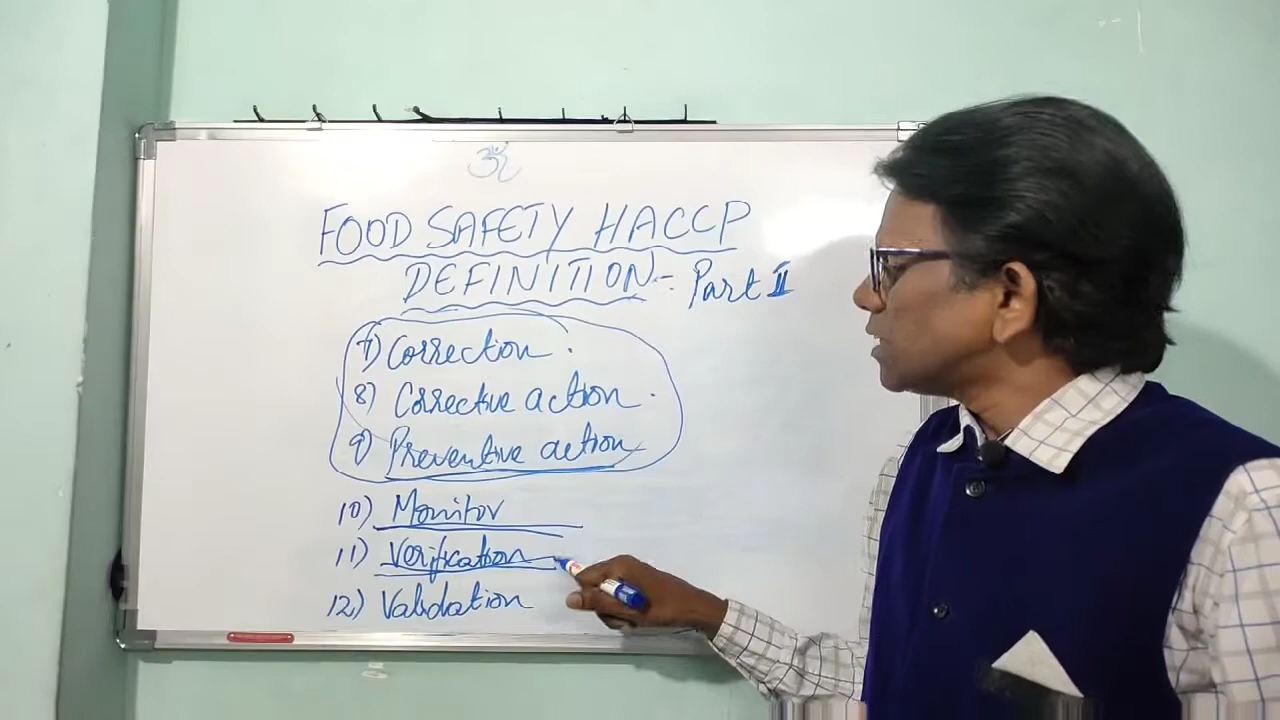 ॐ
FOOD SAFETY HACCP
DEFINITION:- Part II
7) Correction.
8) Corrective action.
9) Preventive action
10) Monitor
11) Verification
12) Validation